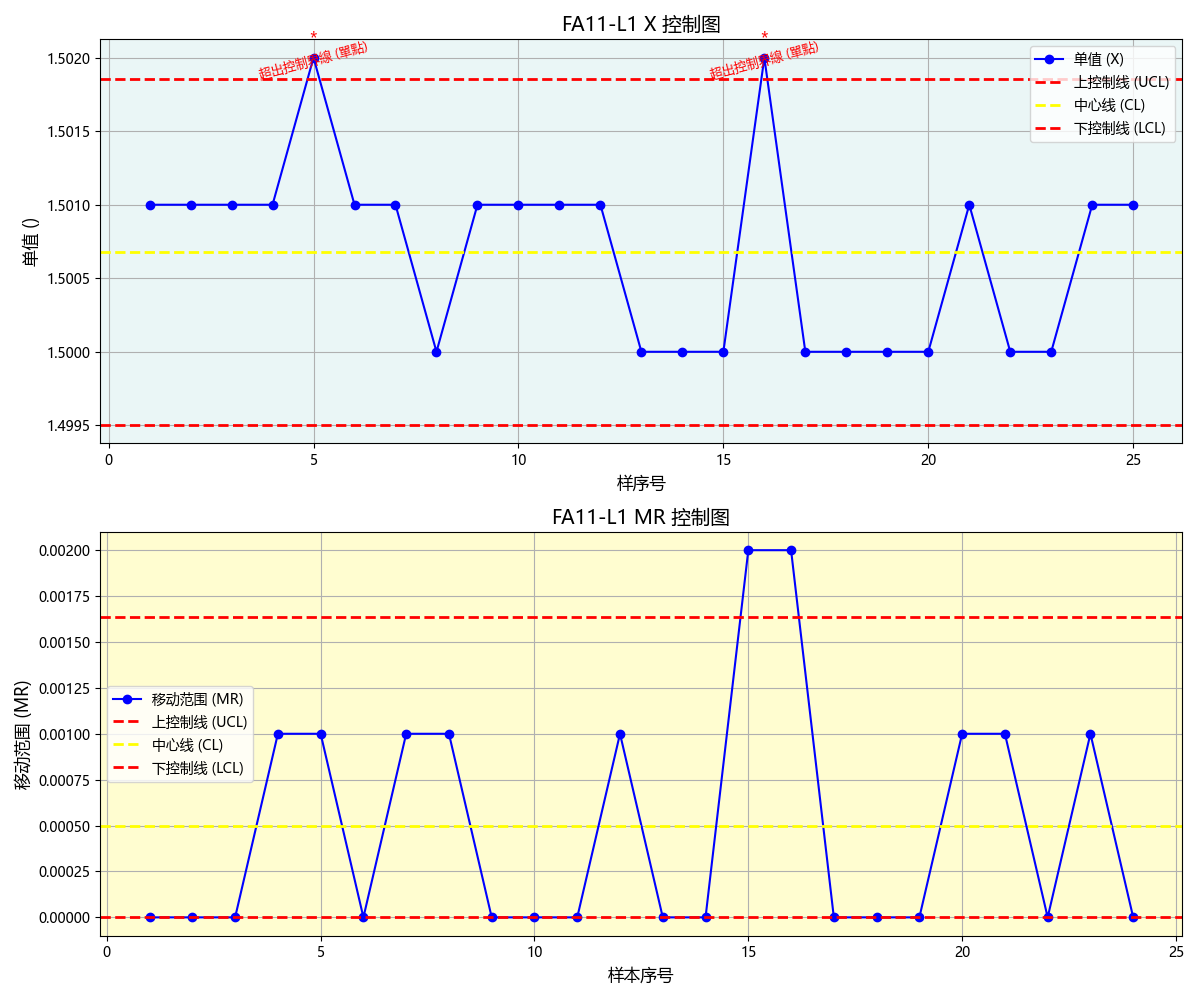 FA11-L1 X 控制图
*
*
超出控制界線 (單點)
超出控制界線 (單點)
单值 (X)
上控制线 (UCL)
中心线 (CL)
下控制线 (LCL)
1.5020
1.5015
1.5010
1.5005
1.5000
1.4995
单值 ()
0
5
10
15
20
25
样序号
FA11-L1 MR 控制图
0.00200
0.00175
0.00150
0.00125
0.00100
0.00075
0.00050
0.00025
0.00000
移动范围 (MR)
移动范围 (MR)
上控制线 (UCL)
中心线 (CL)
下控制线 (LCL)
0
5
10
15
20
25
样本序号